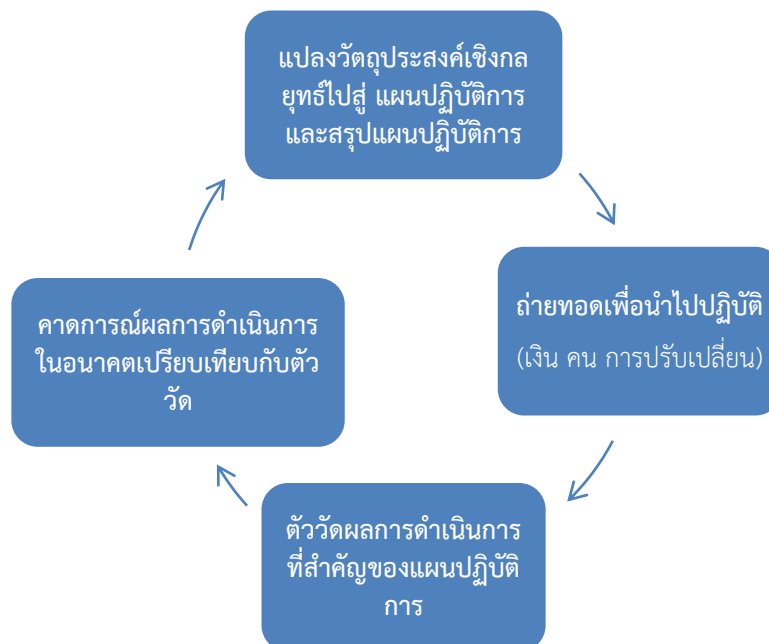 แปลงวัตถุประสงค์เชิงกล
ยุทธ์ไปสู่ แผนปฏิบัติการ
และสรุปแผนปฏิบัติการ
ถ่ายทอดเพื่อนำไปปฏิบัติ
(เงิน คน การปรับเปลี่ยน)
ตัววัดผลการดำเนินการ
ที่สำคัญของแผนปฏิบัติ
การ
คาดการณ์ผลการดำเนินการ
ในอนาคตเปรียบเทียบกับตัว
วัด